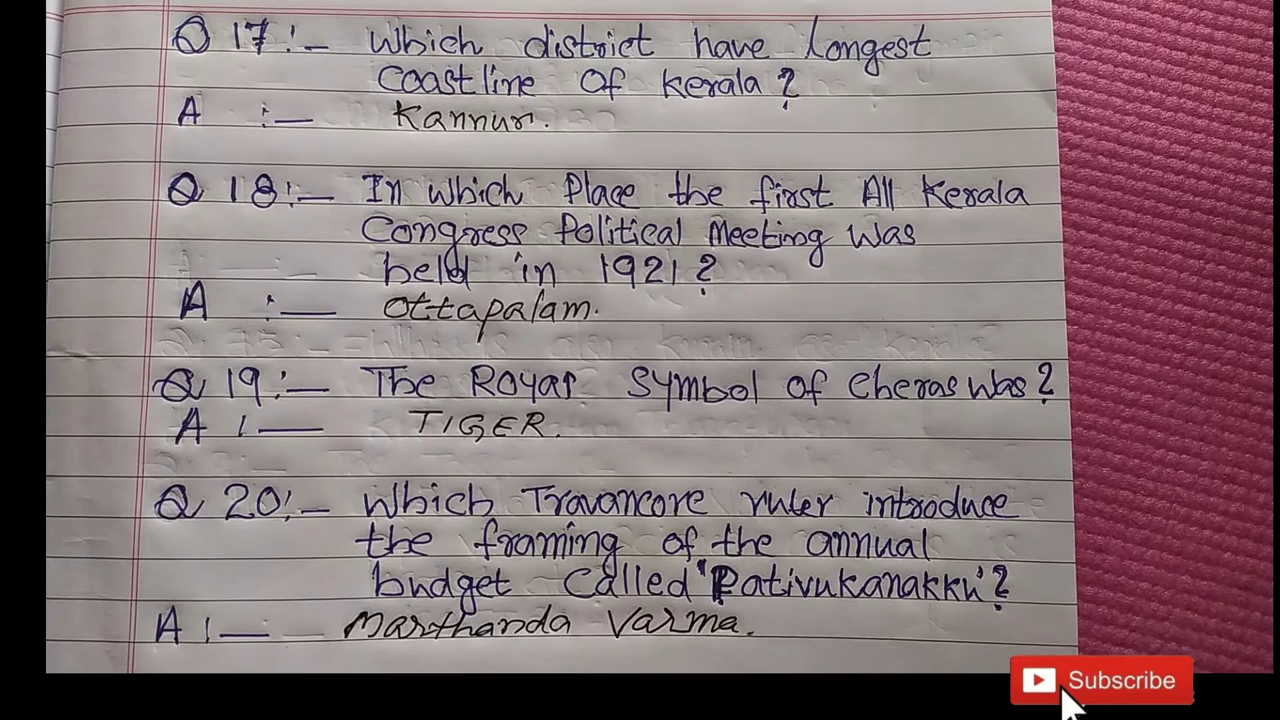 Q 17:- Which district have longest
coastline of Kerala?
A :- Kannur.
Q 18:- In which Place the first All Kerala
Congress Political Meeting was
held in 1921?
A :- Ottapalam.
Q 19:- The Royal Symbol of Cheras was?
A :- TIGER.
Q 20:- Which Travancore ruler introduce
the framing of the annual
budget called 'Pativukanakku'?
A :- Marthanda Varma.
Subscribe